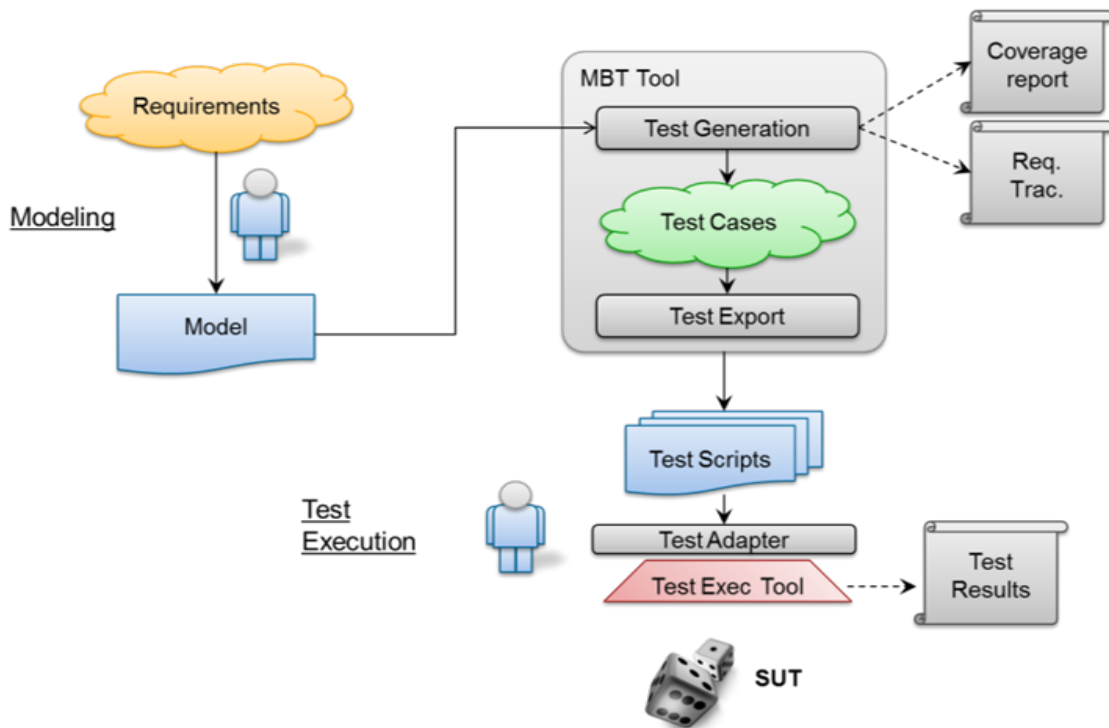 Requirements
Modeling
Model
MBT Tool
Test Generation
Test Cases
Test Export
Coverage
report
Req.
Trac.
Test Scripts
Test
Execution
Test Adapter
Test Exec Tool
Test
Results
SUT